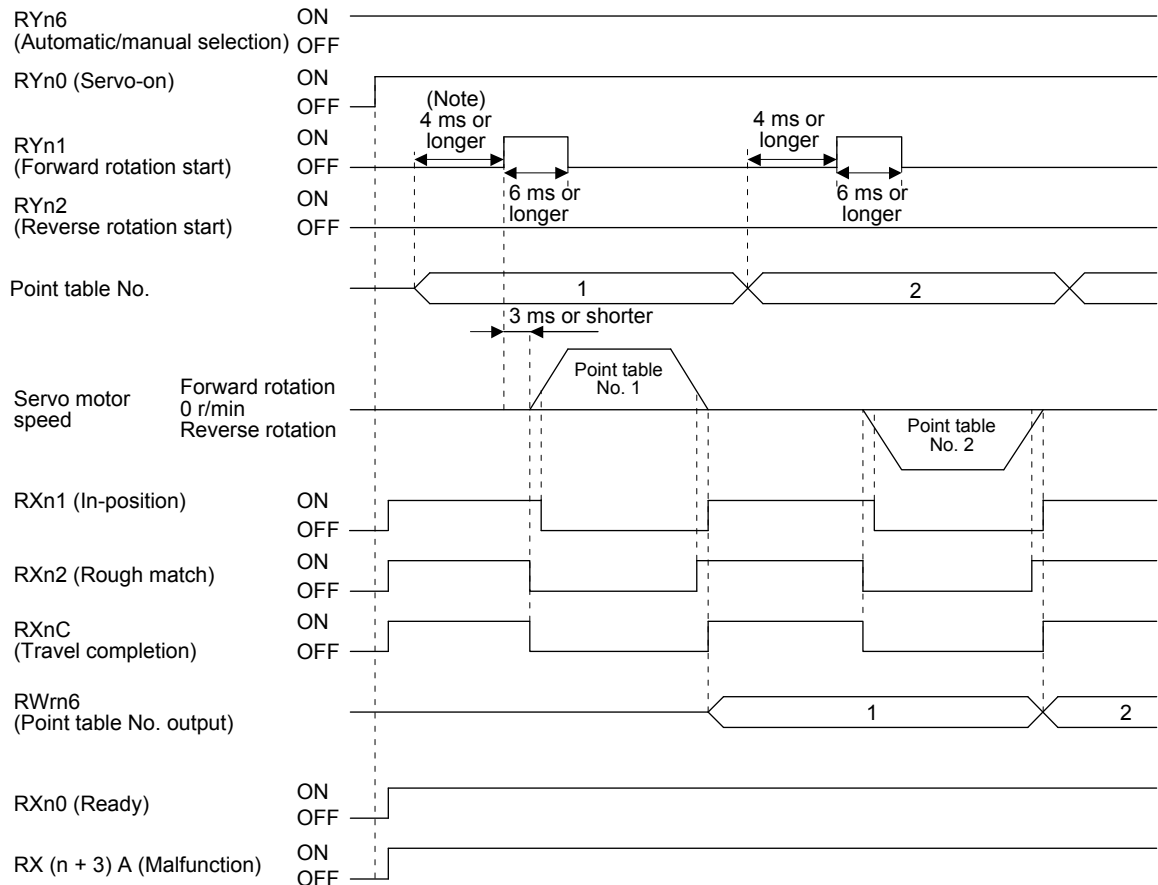 RYn6
(Automatic/manual selection)
ON
OFF
RYn0 (Servo-on)
ON
OFF
(Note)
4 ms or
longer
4 ms or
longer
RYn1
(Forward rotation start)
ON
OFF
6 ms or
longer
6 ms or
longer
RYn2
(Reverse rotation start)
ON
OFF
Point table No.
1
2
3 ms or shorter
Servo motor
speed
Forward rotation
0 r/min
Reverse rotation
Point table
No. 1
Point table
No. 2
RXn1 (In-position)
ON
OFF
RXn2 (Rough match)
ON
OFF
RXnC
(Travel completion)
ON
OFF
RWrn6
(Point table No. output)
1
2
RXn0 (Ready)
ON
OFF
RX (n + 3) A (Malfunction)
ON
OFF